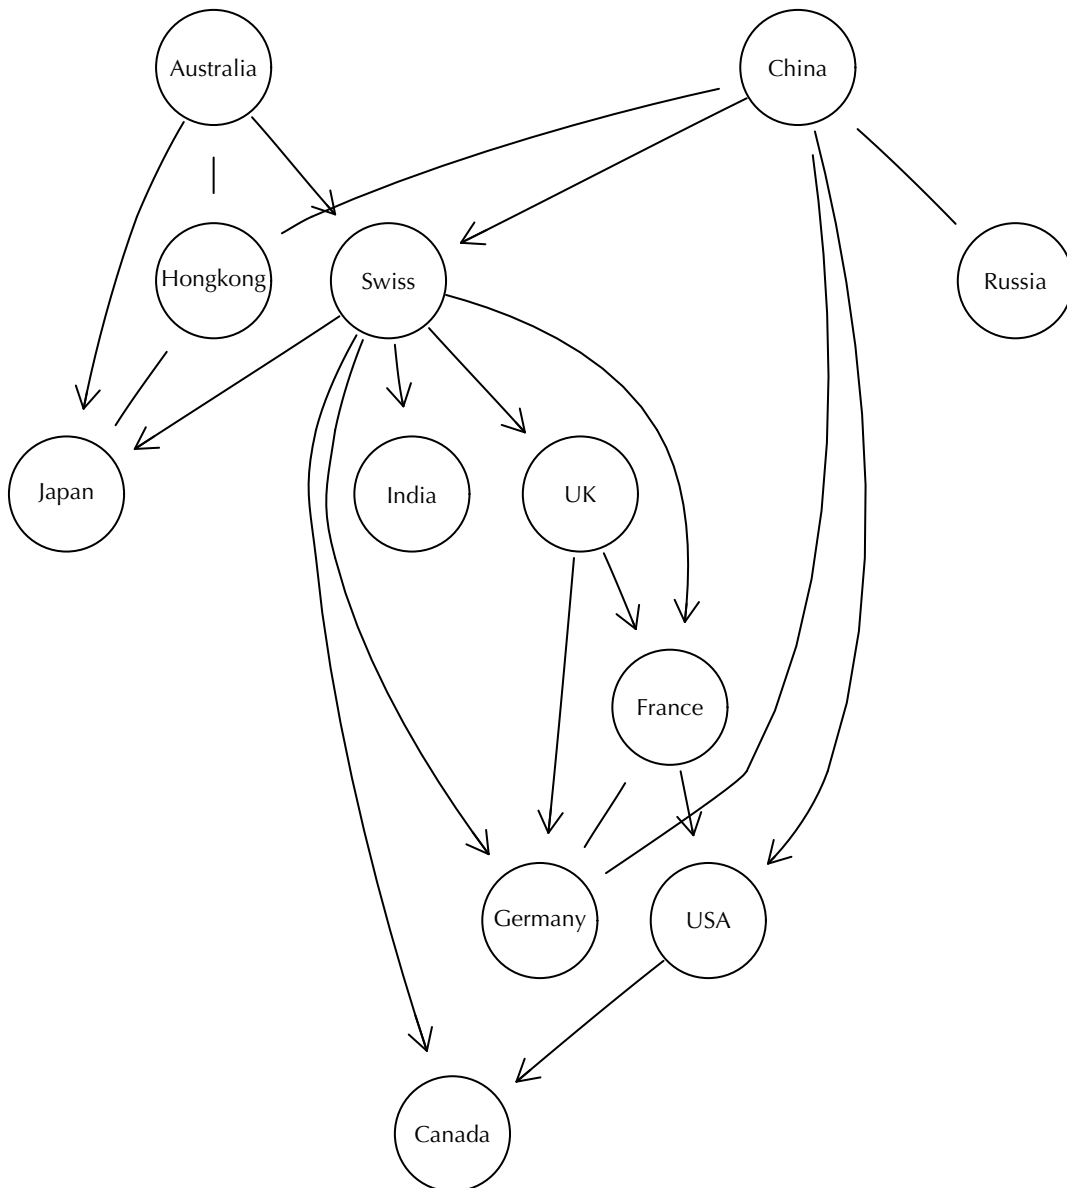 Australia
China
Hongkong
Swiss
Russia
Japan
India
UK
France
Germany
USA
Canada